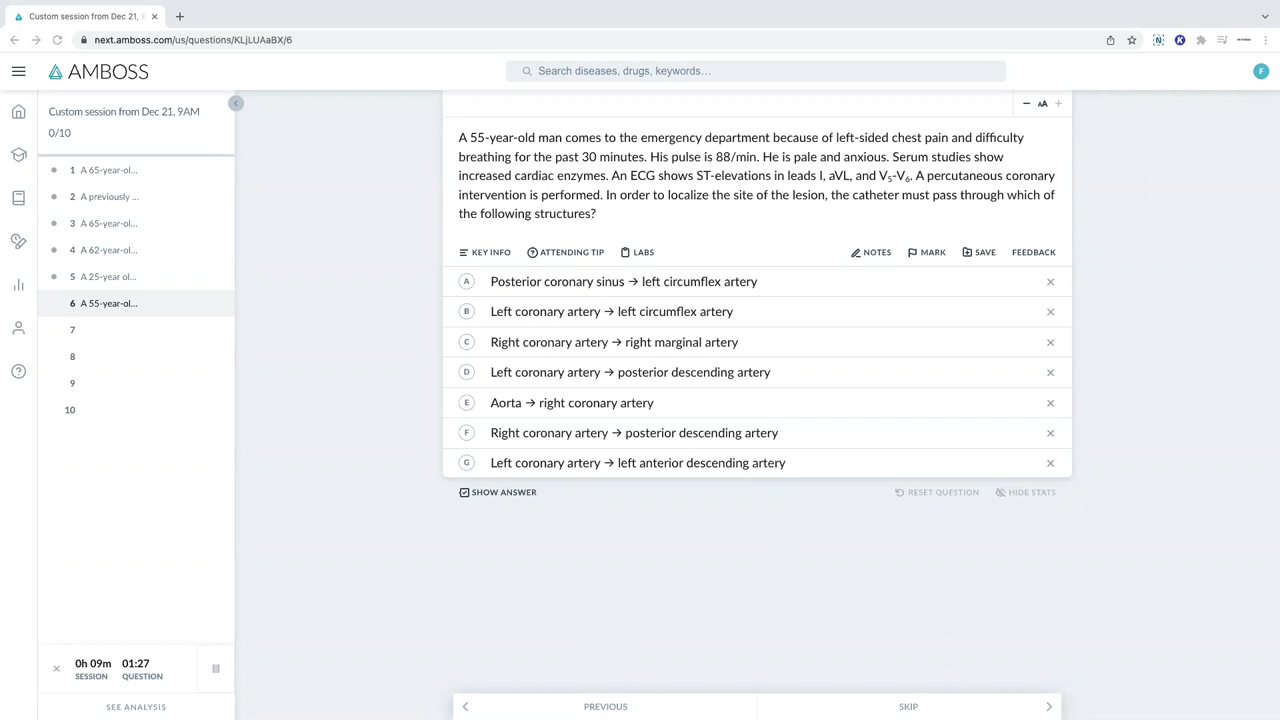 Custom session from Dec 21, 9
next.amboss.com/us/questions/KLjLUAaBX/6
AMBOSS
Search diseases, drugs, keywords...
F
Custom session from Dec 21, 9AM
0/10
1 A 65-year-ol...
2 A previously ...
3 A 65-year-ol...
4 A 62-year-ol...
5 A 25-year ol...
6 A 55-year-ol...
7
8
9
10
AA
A 55-year-old man comes to the emergency department because of left-sided chest pain and difficulty
breathing for the past 30 minutes. His pulse is 88/min. He is pale and anxious. Serum studies show
increased cardiac enzymes. An ECG shows ST-elevations in leads I, aVL, and V5-V6. A percutaneous coronary
intervention is performed. In order to localize the site of the lesion, the catheter must pass through which of
the following structures?
KEY INFO ATTENDING TIP LABS NOTES MARK SAVE FEEDBACK
A Posterior coronary sinus → left circumflex artery
B Left coronary artery → left circumflex artery
C Right coronary artery → right marginal artery
D Left coronary artery → posterior descending artery
E Aorta → right coronary artery
F Right coronary artery → posterior descending artery
G Left coronary artery → left anterior descending artery
SHOW ANSWER RESET QUESTION HIDE STATS
0h 09m 01:27
SESSION QUESTION
SEE ANALYSIS
PREVIOUS SKIP